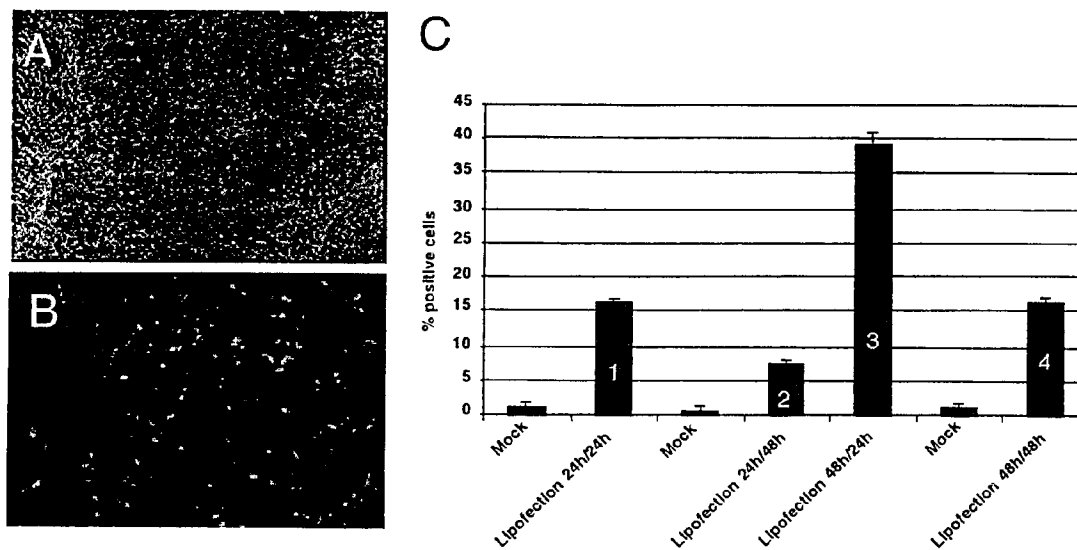 A
B
C
% positive cells
45
40
35
30
25
20
15
10
5
0
1
2
3
4
Mock
Lipofection 24h/24h
Mock
Lipofection 24h/48h
Lipofection 48h/24h
Mock
Lipofection 48h/48h